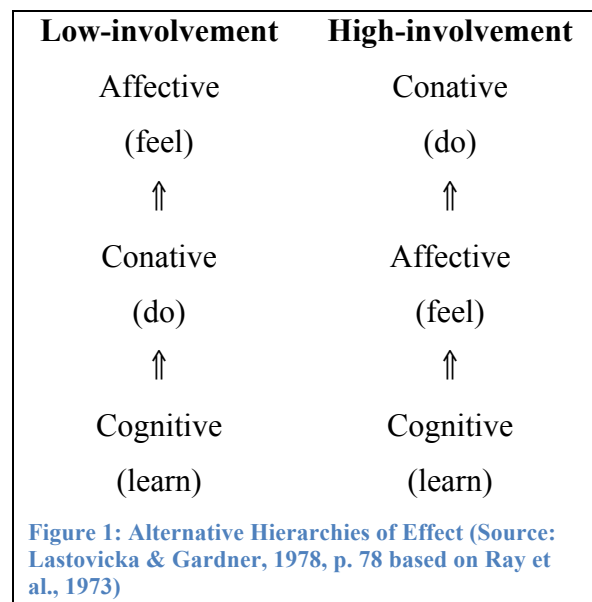 Low-involvement High-involvement
Affective Conative
(feel) (do)
⇑ ⇑
Conative Affective
(do) (feel)
⇑ ⇑
Cognitive Cognitive
(learn) (learn)
Figure 1: Alternative Hierarchies of Effect (Source:
Lastovicka & Gardner, 1978, p. 78 based on Ray et
al., 1973)